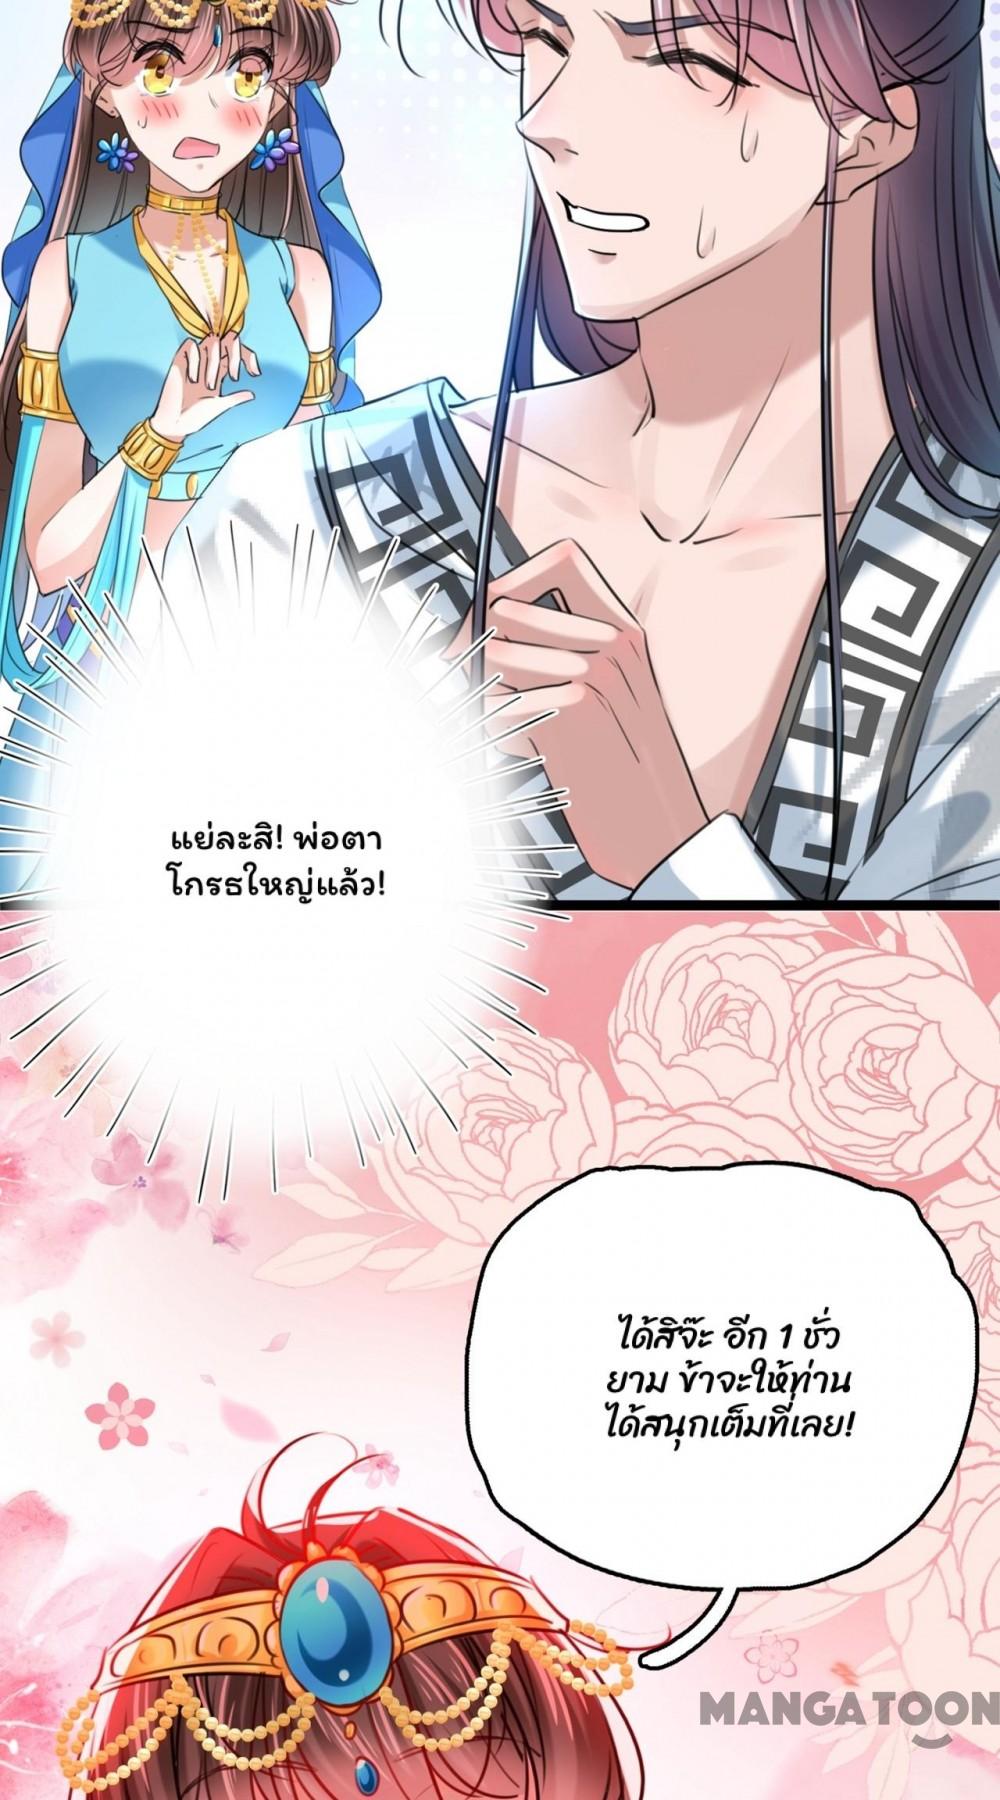 แย่ละสิ! พ่อตา
โกรธใหญ่แล้ว!
ได้สิจ๊ะ อีก 1 ชั่ว
ยาม ข้าจะให้ท่าน
ได้สนุกเต็มที่เลย!
MANGATOON